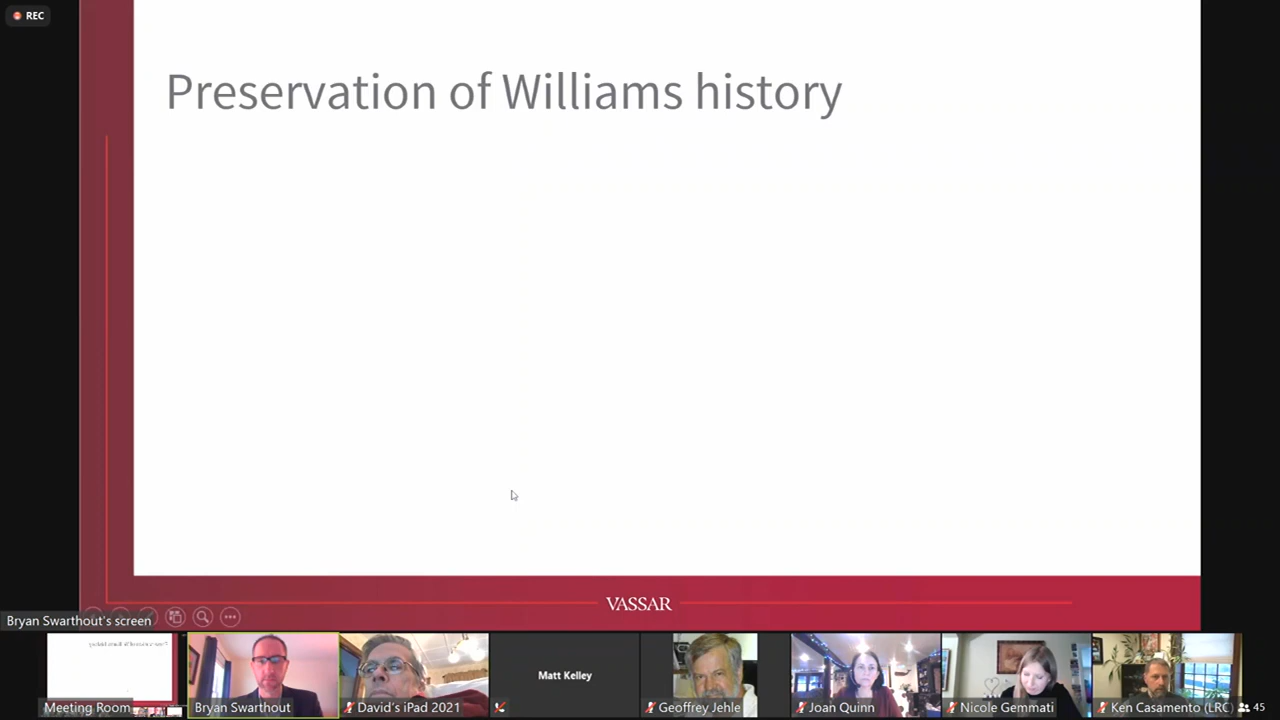 REC
Preservation of Williams history
VASSAR
Bryan Swarthout's screen
Matt Kelley
Meeting Room
Bryan Swarthout
David's iPad 2021
Geoffrey Jehle
Joan Quinn
Nicole Gemmati
Ken Casamento (LRC)
45